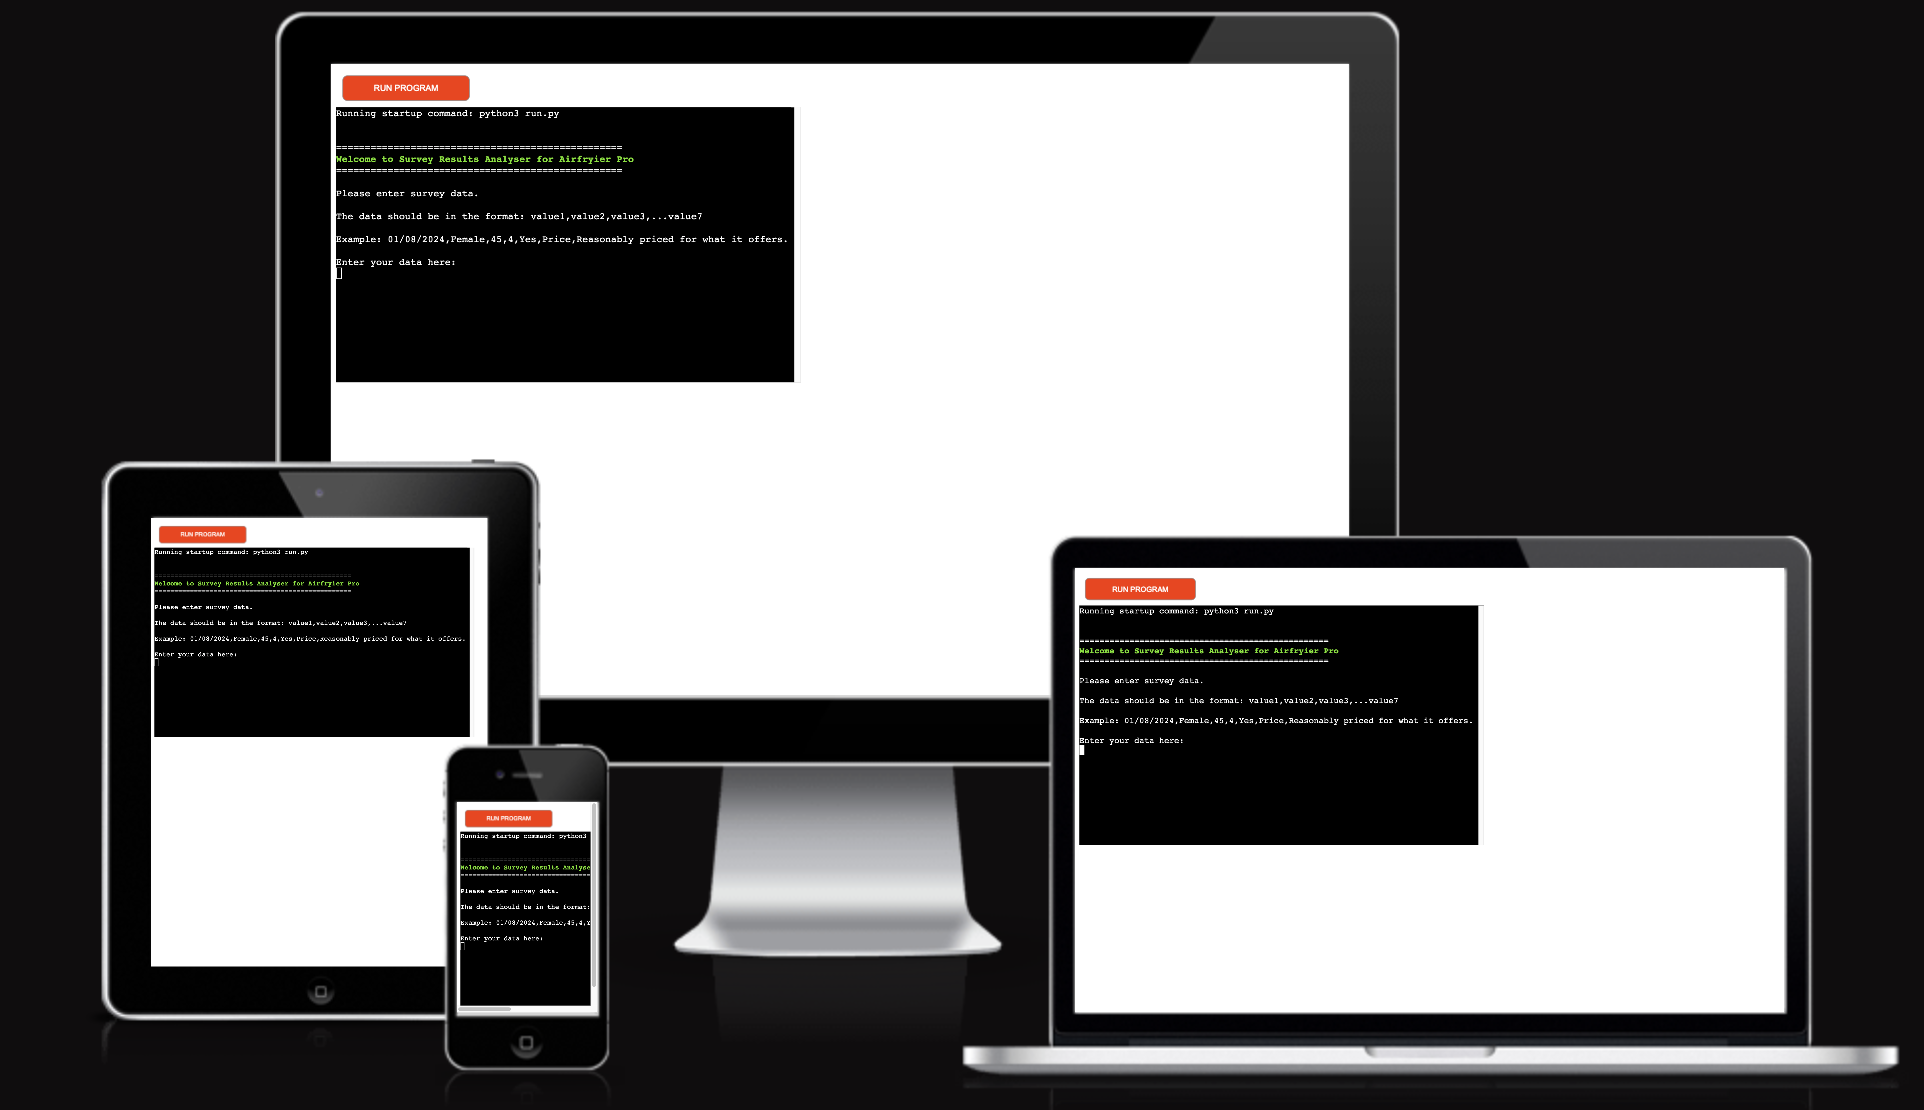 RUN PROGRAM
Running startup command: python3 run.py
==================================================
Welcome to Survey Results Analyser for Airfryier Pro
==================================================
Please enter survey data.
The data should be in the format: value1,value2,value3,...value7
Example: 01/08/2024,Female,45,4,Yes,Price,Reasonably priced for what it offers.
Enter your data here:
RUN PROGRAM
Running startup command: python3 run.py
==================================================
Welcome to Survey Results Analyser for Airfryier Pro
==================================================
Please enter survey data.
The data should be in the format: value1,value2,value3,...value7
Example: 01/08/2024,Female,45,4,Yes,Price,Reasonably priced for what it offers.
Enter your data here:
RUN PROGRAM
Running startup command: python3
=================================
Welcome to Survey Results Analyse
=================================
Please enter survey data.
The data should be in the format:
Example: 01/08/2024,Female,45,4,Y
Enter your data here:
RUN PROGRAM
Running startup command: python3 run.py
==================================================
Welcome to Survey Results Analyser for Airfryier Pro
==================================================
Please enter survey data.
The data should be in the format: value1,value2,value3,...value7
Example: 01/08/2024,Female,45,4,Yes,Price,Reasonably priced for what it offers.
Enter your data here: